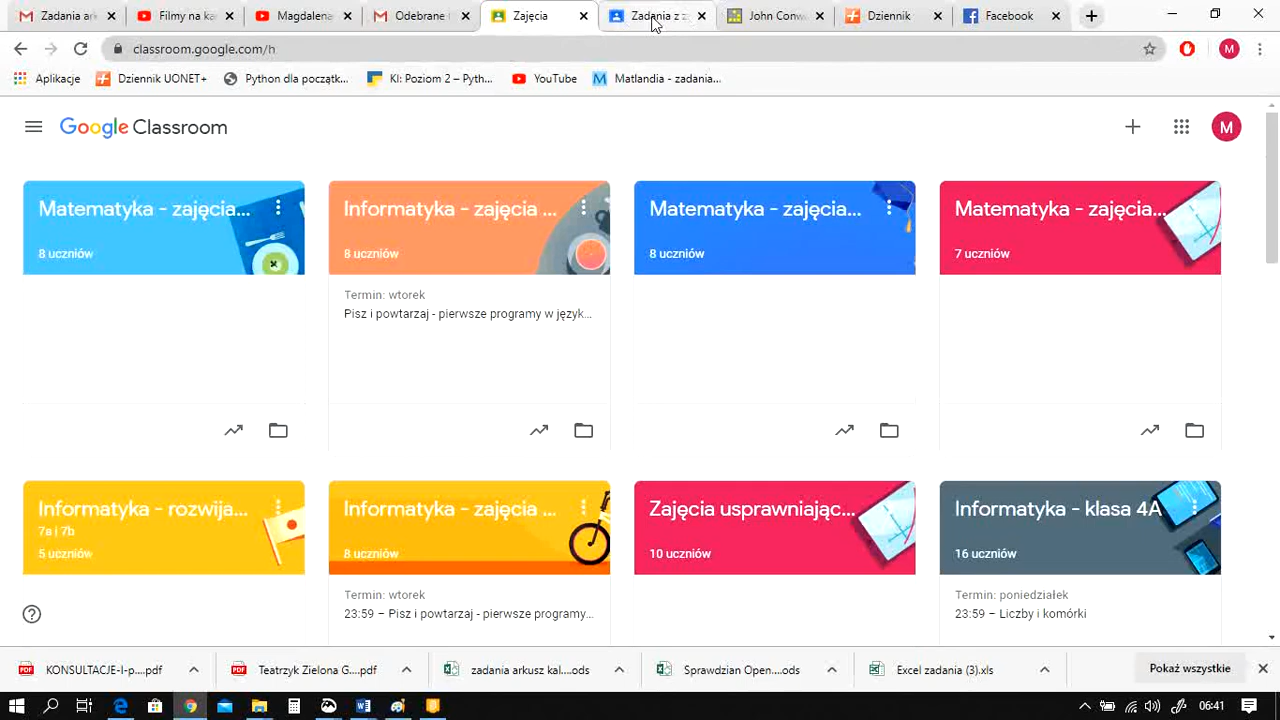 Zadania ar
Filmy na ka
Magdalena
Odebrane
Zajęcia
Zadania z
John Conw
Dziennik
Facebook
classroom.google.com/h
M
Aplikacje
Dziennik UONET+
Python dla początk...
KI: Poziom 2 – Pyth...
YouTube
Matlandia - zadania...
Google Classroom
M
Matematyka - zajęcia...
8 uczniów
Informatyka - zajęcia ...
8 uczniów
Termin: wtorek
Pisz i powtarzaj - pierwsze programy w język...
Matematyka - zajęcia...
8 uczniów
Matematyka - zajęcia...
7 uczniów
Informatyka - rozwija...
7a i 7b
5 uczniów
Informatyka - zajęcia ...
8 uczniów
Termin: wtorek
23:59 – Pisz i powtarzaj - pierwsze programy...
Zajęcia usprawniając...
10 uczniów
Informatyka - klasa 4A
16 uczniów
Termin: poniedziałek
23:59 – Liczby i komórki
KONSULTACJE-I-p....pdf
Teatrzyk Zielona G....pdf
zadania arkusz kal....ods
Sprawdzian Open....ods
Excel zadania (3).xls
Pokaż wszystkie
06:41